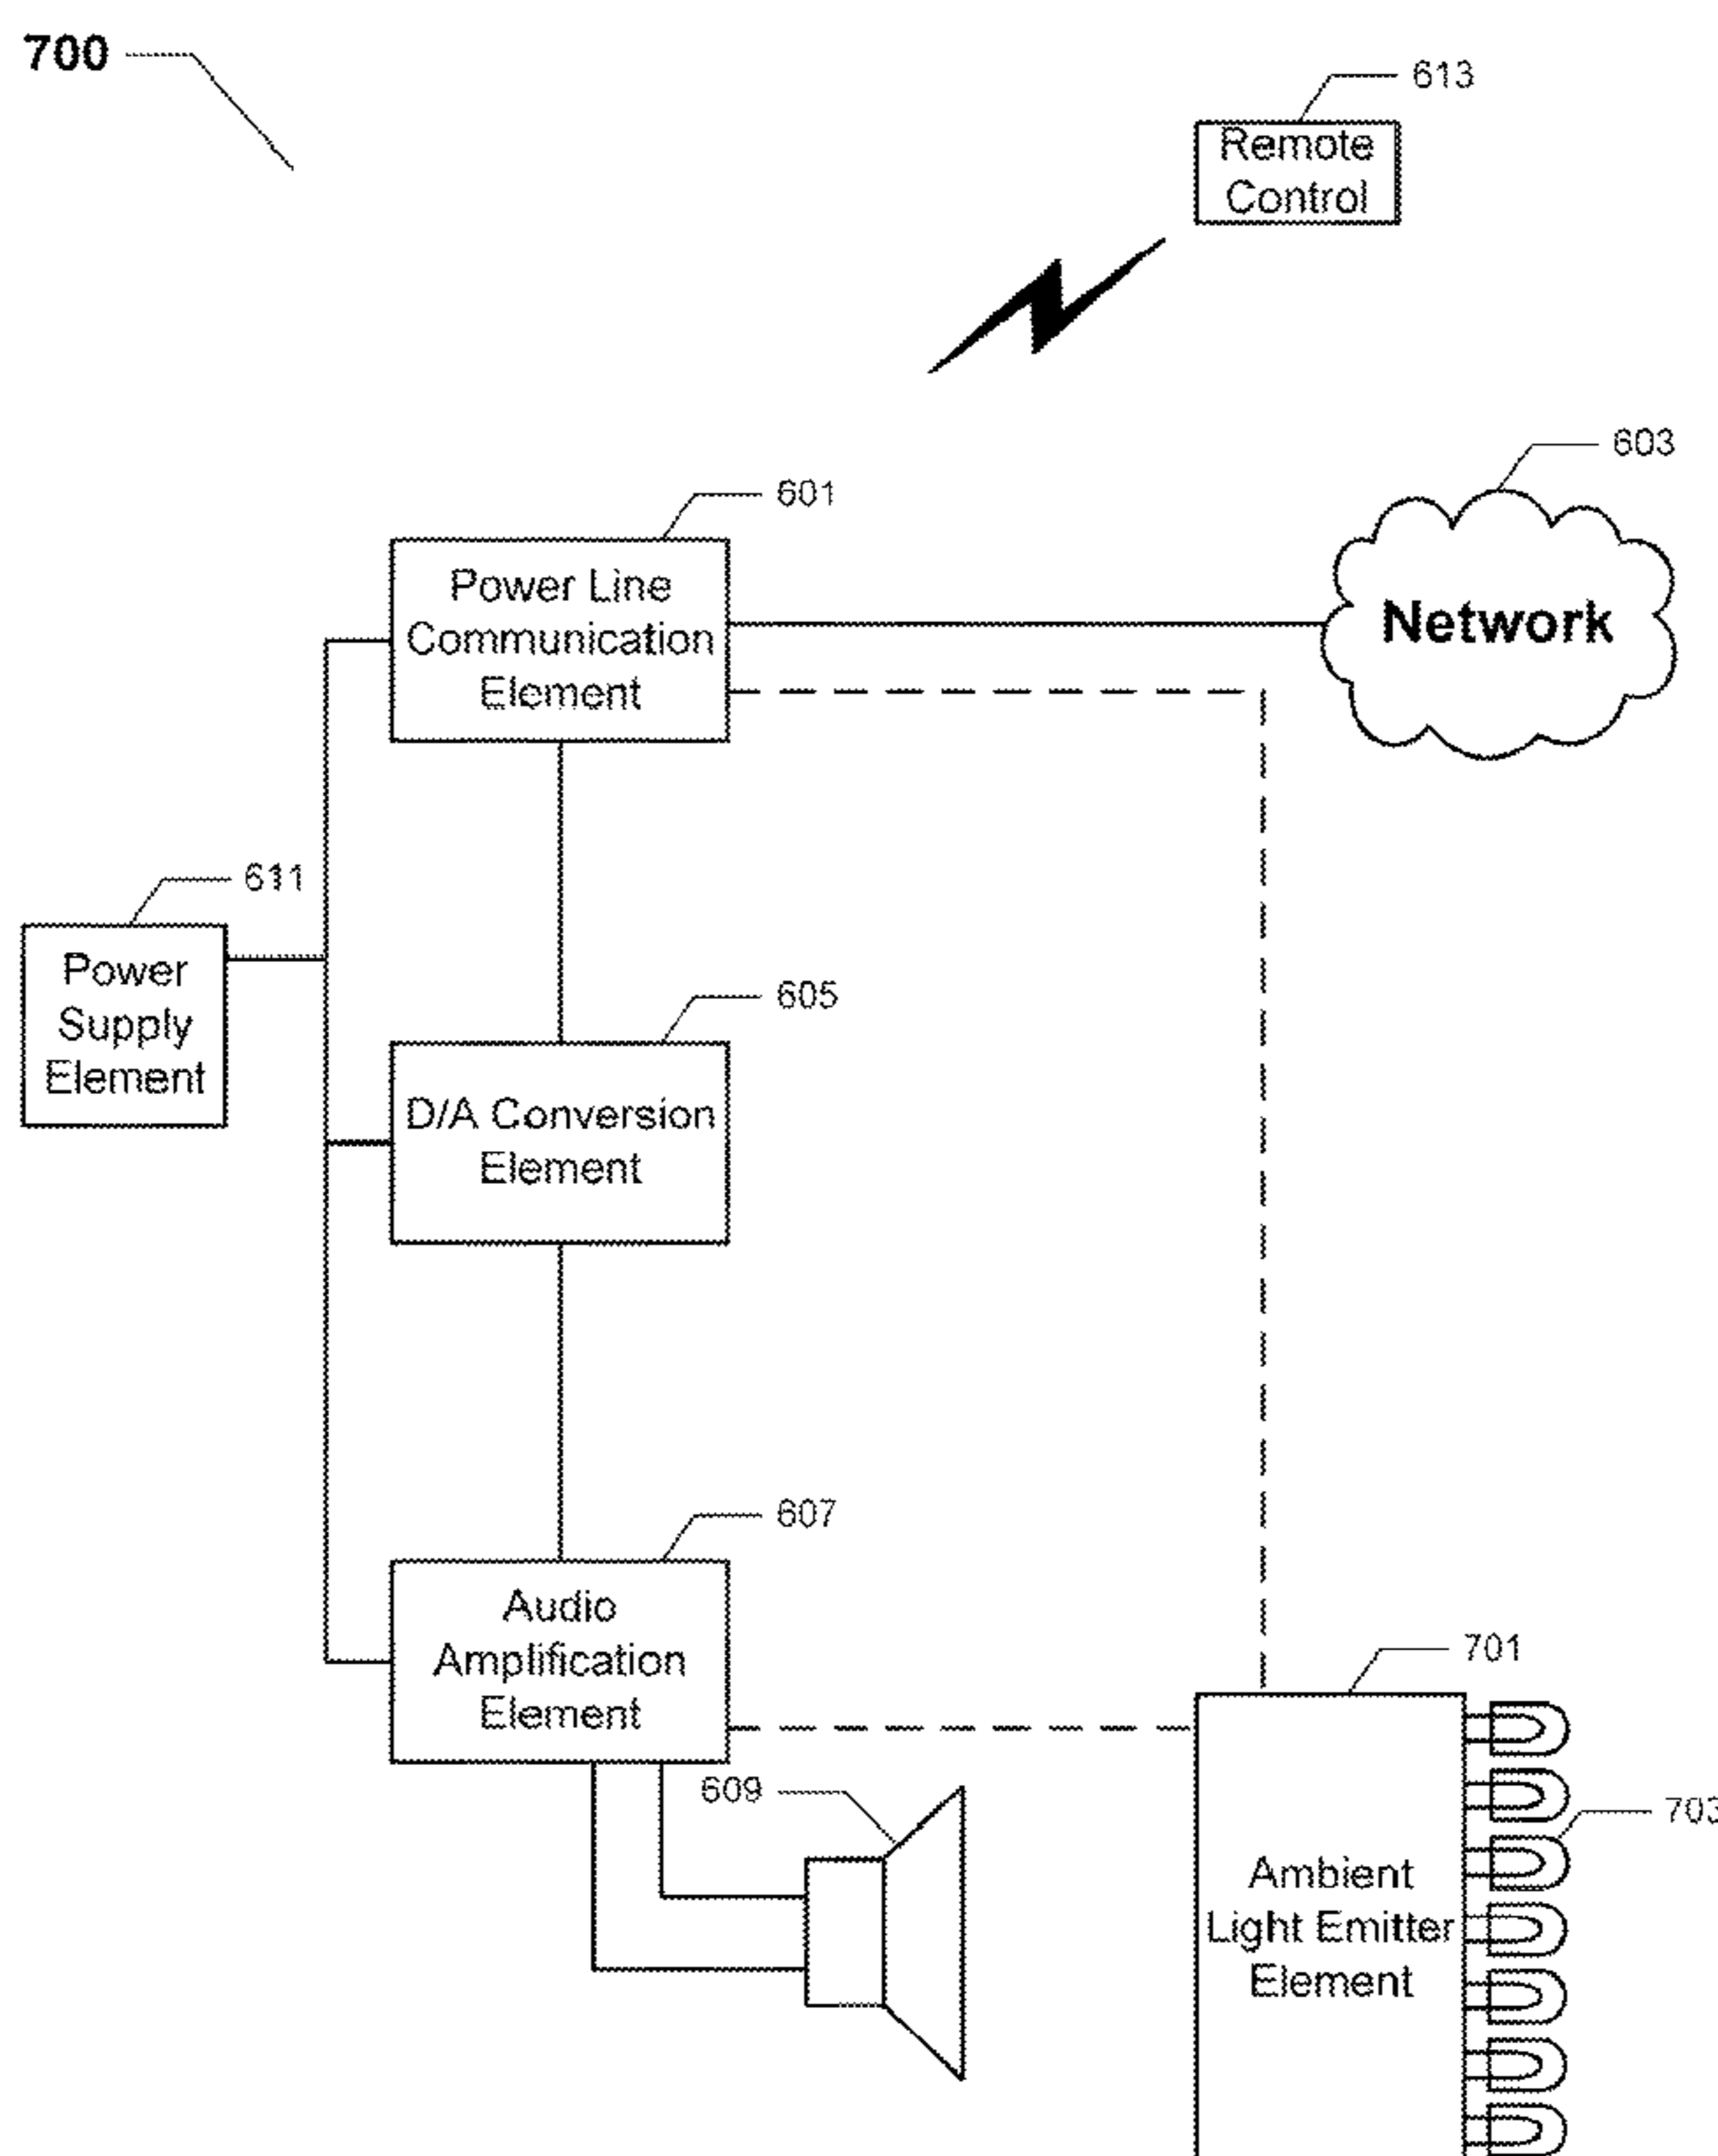 700
613
Remote
Control
603
601
Power Line
Communication
Element
Network
611
Power
Supply
Element
605
D/A Conversion
Element
607
Audio
Amplification
Element
701
609
703
Ambient
Light Emitter
Element